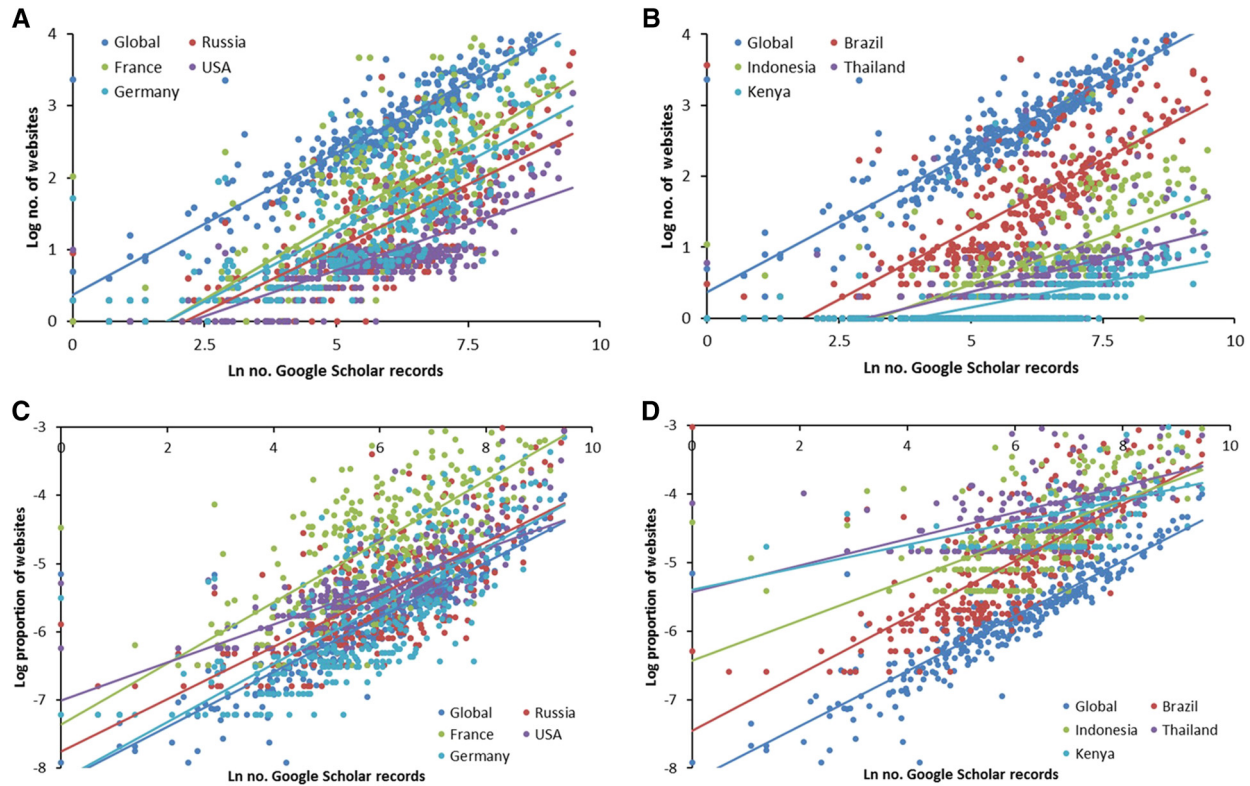 A
Global Russia
France USA
Germany
4
3
2
1
0
0 2.5 5 7.5 10
Log no. of websites
Ln no. Google Scholar records
B
Global Brazil
Indonesia Thailand
Kenya
4
3
2
1
0
0 2.5 5 7.5 10
Log no. of websites
Ln no. Google Scholar records
C
-3
-4
-5
-6
-7
-8
0 2 4 6 8 10
Log proportion of websites
Global Russia
France USA
Germany
Ln no. Google Scholar records
D
-3
-4
-5
-6
-7
-8
0 2 4 6 8 10
Log proportion of websites
Global Brazil
Indonesia Thailand
Kenya
Ln no. Google Scholar records